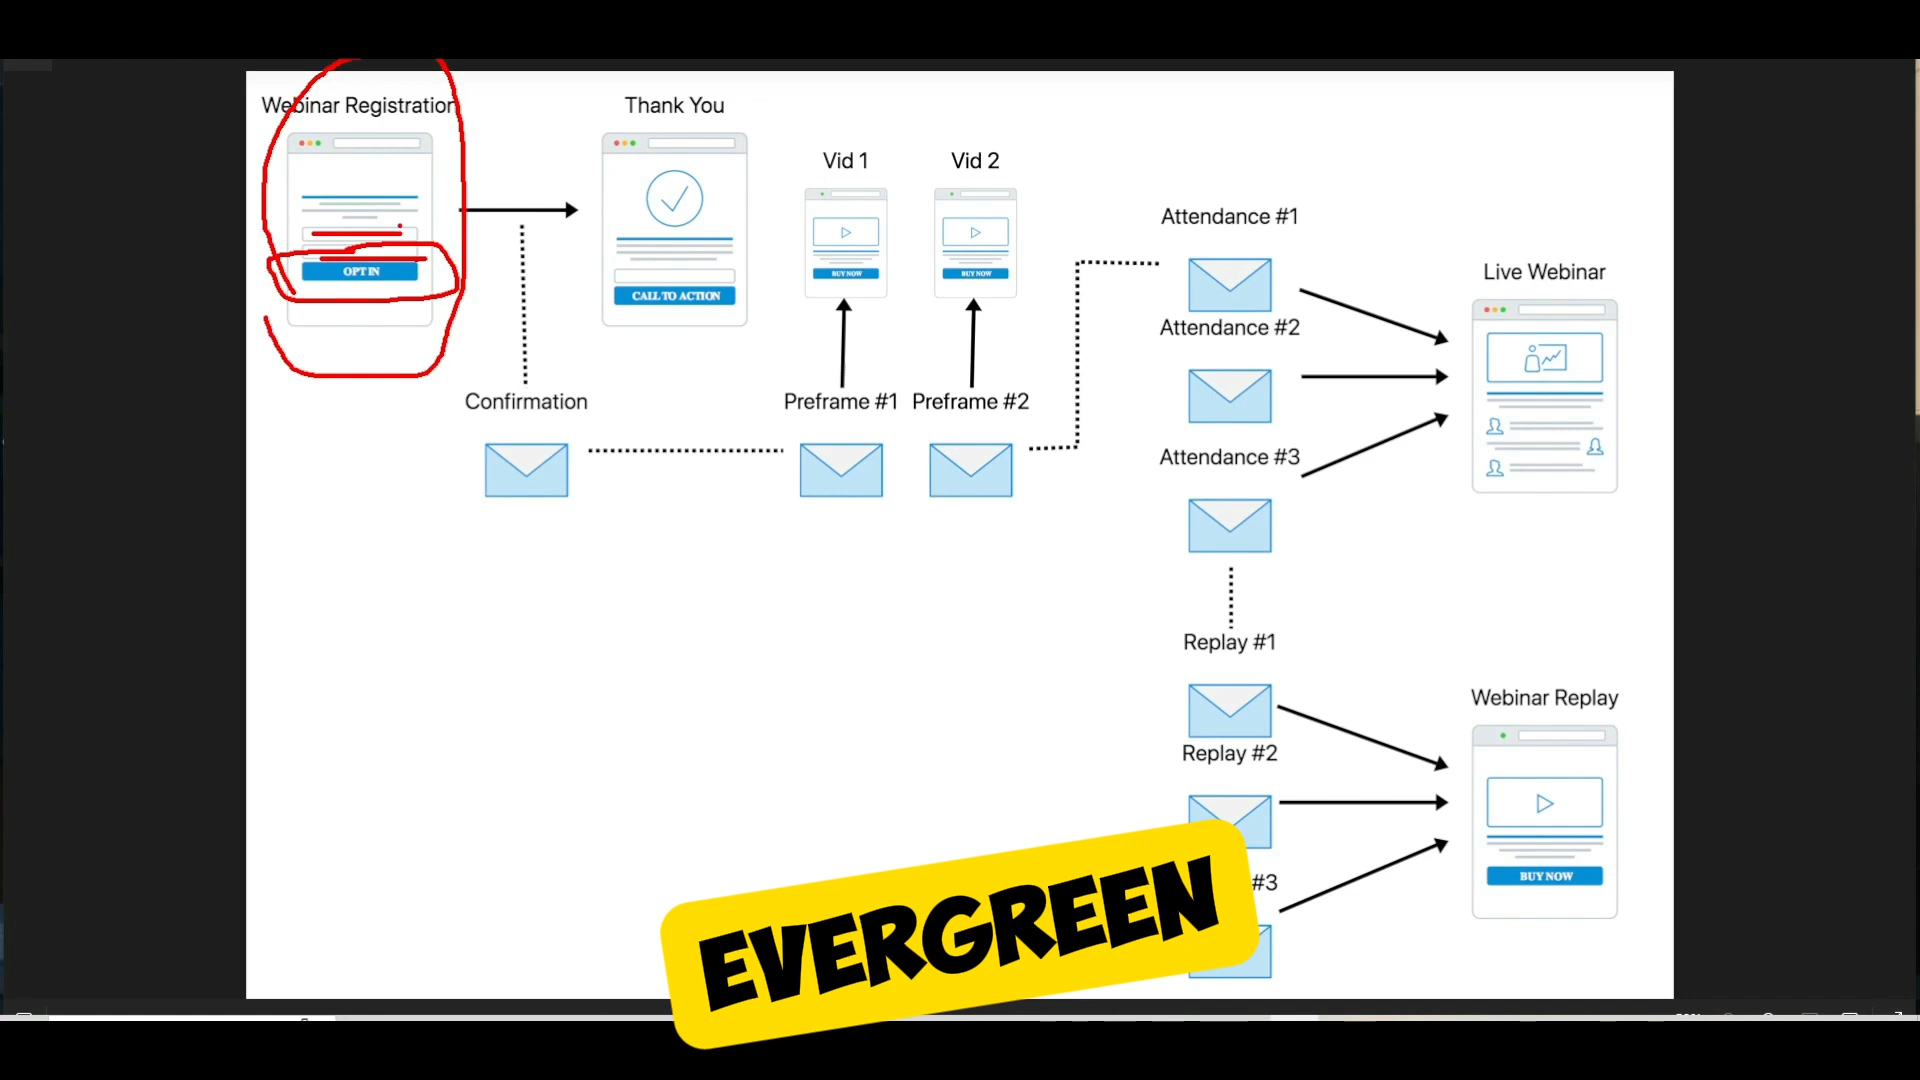 Webinar Registration
Thank You
Vid 1
Vid 2
OPT IN
CALL TO ACTION
BUY NOW
BUY NOW
Attendance #1
Live Webinar
Attendance #2
Confirmation
Preframe #1
Preframe #2
Attendance #3
Replay #1
Webinar Replay
Replay #2
BUY NOW
#3
EVERGREEN